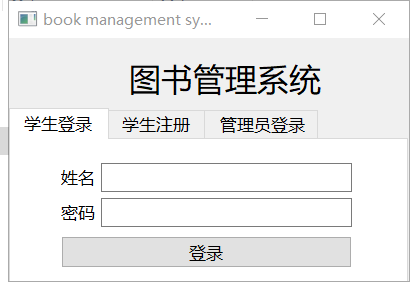 book management sy...
图书管理系统
学生登录 学生注册 管理员登录
姓名
密码
登录